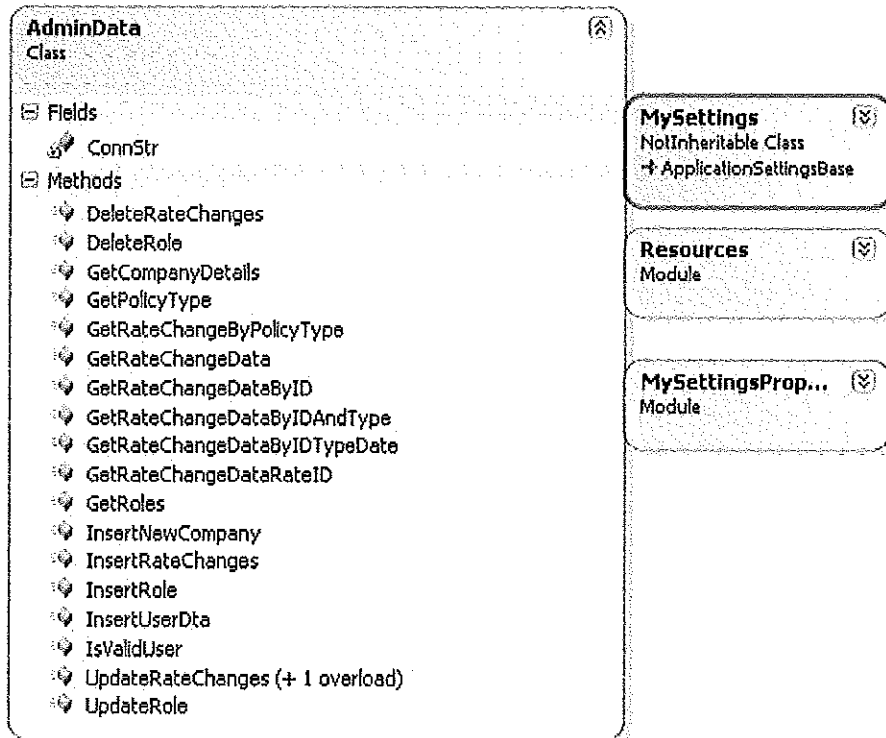 AdminData
Class
Fields
ConnStr
Methods
DeleteRateChanges
DeleteRole
GetCompanyDetails
GetPolicyType
GetRateChangeByPolicyType
GetRateChangeData
GetRateChangeDataByID
GetRateChangeDataByIDAndType
GetRateChangeDataByIDTypeDate
GetRateChangeDataRateID
GetRoles
InsertNewCompany
InsertRateChanges
InsertRole
InsertUserDta
IsValidUser
UpdateRateChanges (+ 1 overload)
UpdateRole
MySettings
NotInheritable Class
ApplicationSettingsBase
Resources
Module
MySettingsProp...
Module